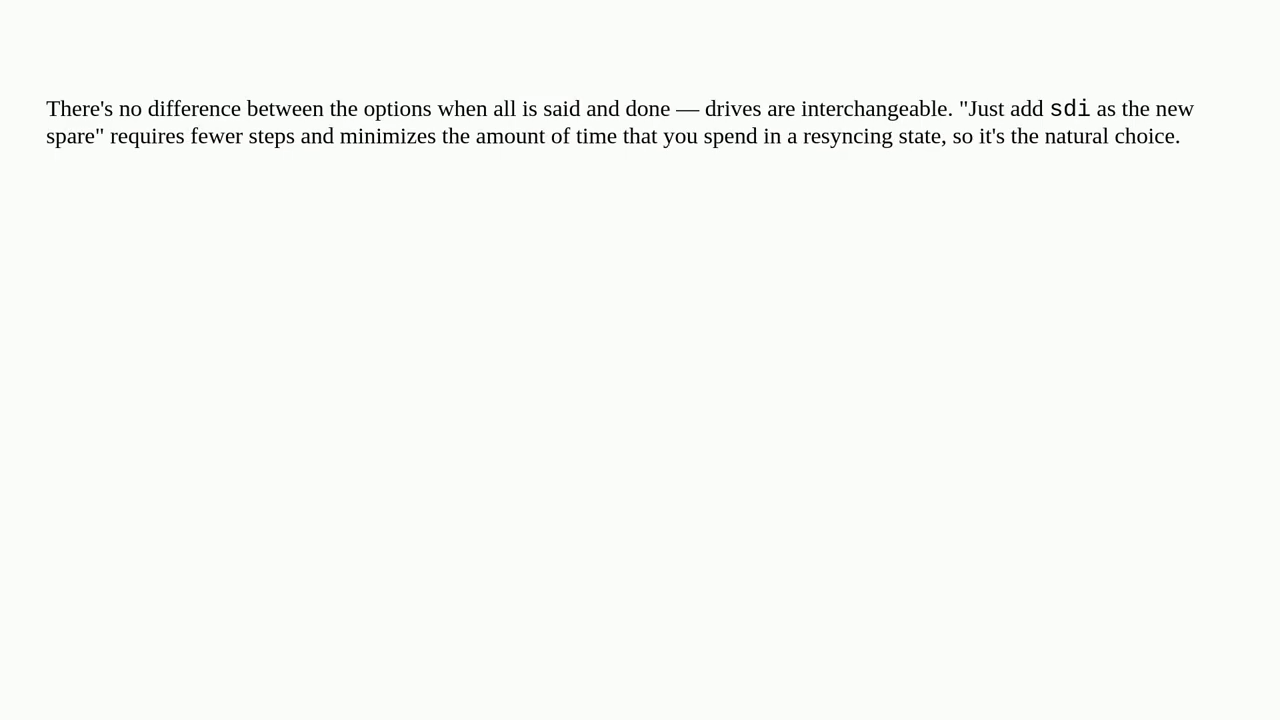 There's no difference between the options when all is said and done — drives are interchangeable. "Just add sdi as the new
spare" requires fewer steps and minimizes the amount of time that you spend in a resyncing state, so it's the natural choice.